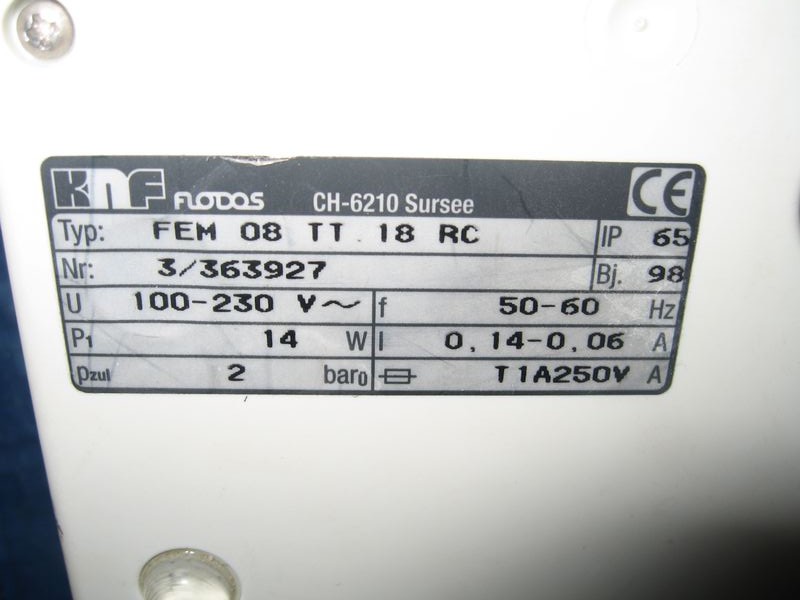 KNF FLODOS CH-6210 Sursee CE
Typ: FEM 08 TT .18 RC IP 65
Nr: 3/363927 Bj. 98
U 100-230 V~ f 50-60 Hz
P1 14 W I 0,14-0,06 A
pzul 2 bar0 T1A250V A